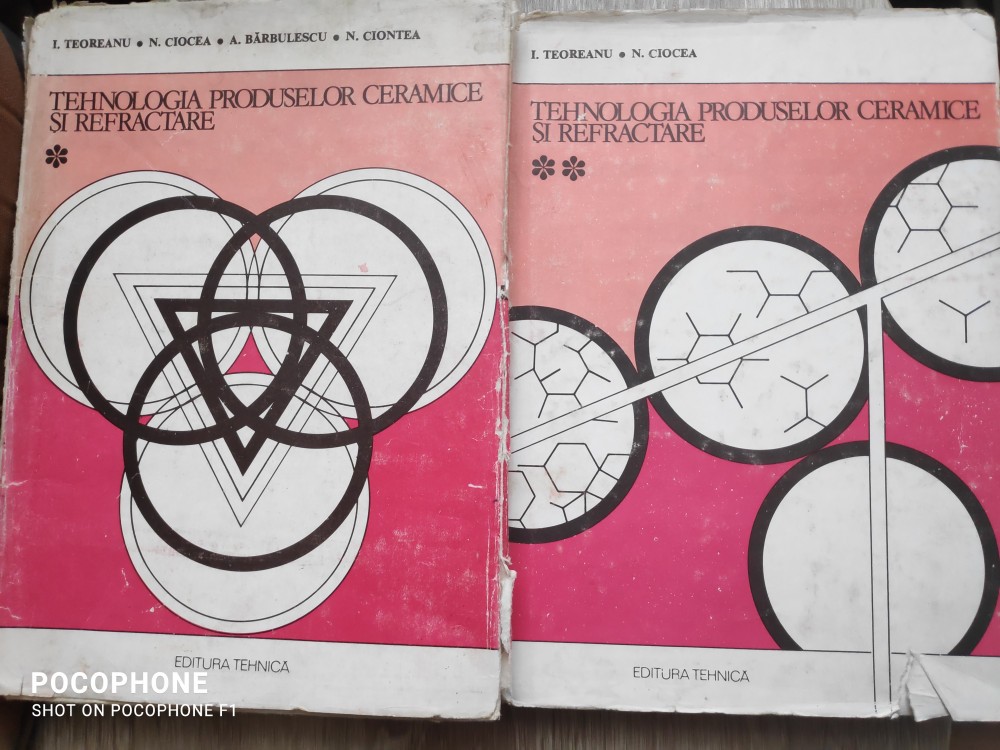 I. TEOREANU • N. CIOCEA • A. BĂRBULESCU • N. CIONTEA
TEHNOLOGIA PRODUSELOR CERAMICE
ȘI REFRACTARE
*
EDITURA TEHNICĂ
I. TEOREANU • N. CIOCEA
TEHNOLOGIA PRODUSELOR CERAMICE
ȘI REFRACTARE
**
EDITURA TEHNICĂ
POCOPHONE
SHOT ON POCOPHONE F1